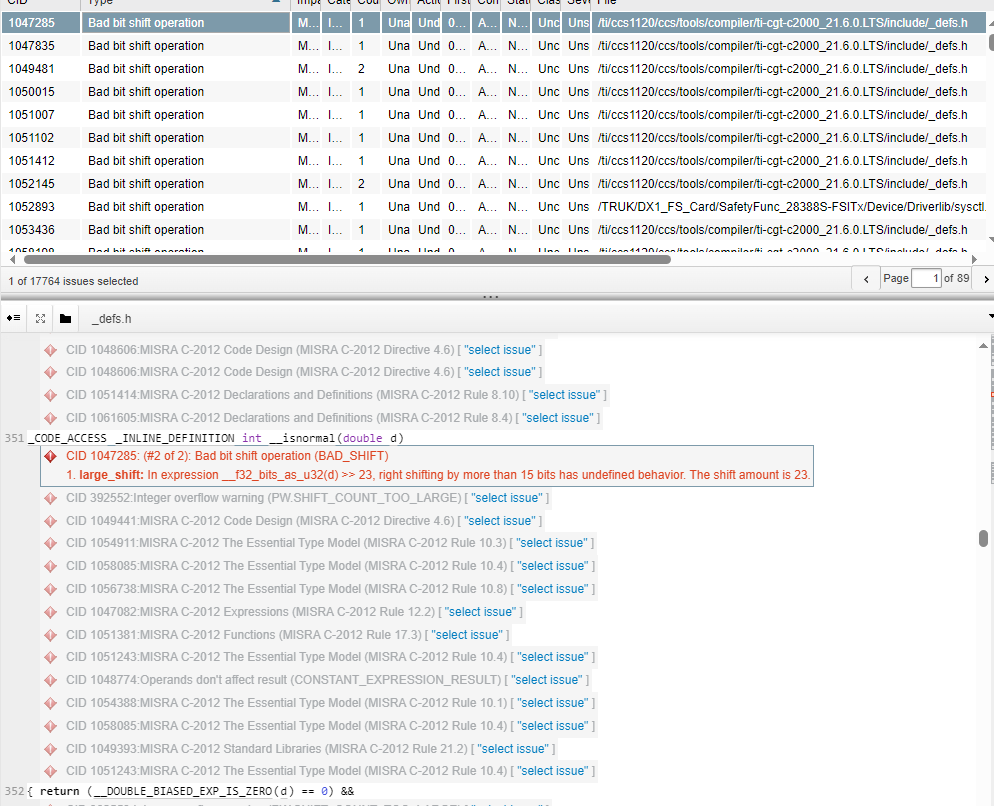 CID Type Impa Cate Cou Own Actio First Con Stati Clas Seve File
1047285 Bad bit shift operation M... I... 2 Una Und 0... A... N... Unc Uns /ti/ccs1120/ccs/tools/compiler/ti-cgt-c2000_21.6.0.LTS/include/_defs.h
1047835 Bad bit shift operation M... I... 1 Una Und 0... A... N... Unc Uns /ti/ccs1120/ccs/tools/compiler/ti-cgt-c2000_21.6.0.LTS/include/_defs.h
1049481 Bad bit shift operation M... I... 2 Una Und 0... A... N... Unc Uns /ti/ccs1120/ccs/tools/compiler/ti-cgt-c2000_21.6.0.LTS/include/_defs.h
1050015 Bad bit shift operation M... I... 1 Una Und 0... A... N... Unc Uns /ti/ccs1120/ccs/tools/compiler/ti-cgt-c2000_21.6.0.LTS/include/_defs.h
1051007 Bad bit shift operation M... I... 1 Una Und 0... A... N... Unc Uns /ti/ccs1120/ccs/tools/compiler/ti-cgt-c2000_21.6.0.LTS/include/_defs.h
1051102 Bad bit shift operation M... I... 1 Una Und 0... A... N... Unc Uns /ti/ccs1120/ccs/tools/compiler/ti-cgt-c2000_21.6.0.LTS/include/_defs.h
1051412 Bad bit shift operation M... I... 1 Una Und 0... A... N... Unc Uns /ti/ccs1120/ccs/tools/compiler/ti-cgt-c2000_21.6.0.LTS/include/_defs.h
1052145 Bad bit shift operation M... I... 2 Una Und 0... A... N... Unc Uns /ti/ccs1120/ccs/tools/compiler/ti-cgt-c2000_21.6.0.LTS/include/_defs.h
1052893 Bad bit shift operation M... I... 1 Una Und 0... A... N... Unc Uns /TRUK/DX1_FS_Card/SafetyFunc_28388S-FSITx/Device/Driverlib/sysctl.
1053436 Bad bit shift operation M... I... 1 Una Und 0... A... N... Unc Uns /ti/ccs1120/ccs/tools/compiler/ti-cgt-c2000_21.6.0.LTS/include/_defs.h
Bad bit shift operation M... I... 1 Una Und 0... A... N... Unc Uns /ti/ccs1120/ccs/tools/compiler/ti-cgt-c2000_21.6.0.LTS/include/_defs.h
1 of 17764 issues selected Page 1 of 89
_defs.h
CID 1048606:MISRA C-2012 Code Design (MISRA C-2012 Directive 4.6) [ "select issue" ]
CID 1048606:MISRA C-2012 Code Design (MISRA C-2012 Directive 4.6) [ "select issue" ]
CID 1051414:MISRA C-2012 Declarations and Definitions (MISRA C-2012 Rule 8.10) [ "select issue" ]
CID 1061605:MISRA C-2012 Declarations and Definitions (MISRA C-2012 Rule 8.4) [ "select issue" ]
351 _CODE_ACCESS _INLINE_DEFINITION int __isnormal(double d)
CID 1047285: (#2 of 2): Bad bit shift operation (BAD_SHIFT)
1. large_shift: In expression __f32_bits_as_u32(d) >> 23, right shifting by more than 15 bits has undefined behavior. The shift amount is 23.
CID 392552:Integer overflow warning (PW.SHIFT_COUNT_TOO_LARGE) [ "select issue" ]
CID 1049441:MISRA C-2012 Code Design (MISRA C-2012 Directive 4.6) [ "select issue" ]
CID 1054911:MISRA C-2012 The Essential Type Model (MISRA C-2012 Rule 10.3) [ "select issue" ]
CID 1058085:MISRA C-2012 The Essential Type Model (MISRA C-2012 Rule 10.4) [ "select issue" ]
CID 1056738:MISRA C-2012 The Essential Type Model (MISRA C-2012 Rule 10.8) [ "select issue" ]
CID 1047082:MISRA C-2012 Expressions (MISRA C-2012 Rule 12.2) [ "select issue" ]
CID 1051381:MISRA C-2012 Functions (MISRA C-2012 Rule 17.3) [ "select issue" ]
CID 1051243:MISRA C-2012 The Essential Type Model (MISRA C-2012 Rule 10.4) [ "select issue" ]
CID 1048774:Operands don't affect result (CONSTANT_EXPRESSION_RESULT) [ "select issue" ]
CID 1054388:MISRA C-2012 The Essential Type Model (MISRA C-2012 Rule 10.1) [ "select issue" ]
CID 1058085:MISRA C-2012 The Essential Type Model (MISRA C-2012 Rule 10.4) [ "select issue" ]
CID 1049393:MISRA C-2012 Standard Libraries (MISRA C-2012 Rule 21.2) [ "select issue" ]
CID 1051243:MISRA C-2012 The Essential Type Model (MISRA C-2012 Rule 10.4) [ "select issue" ]
352 { return (__DOUBLE_BIASED_EXP_IS_ZERO(d) == 0) &&